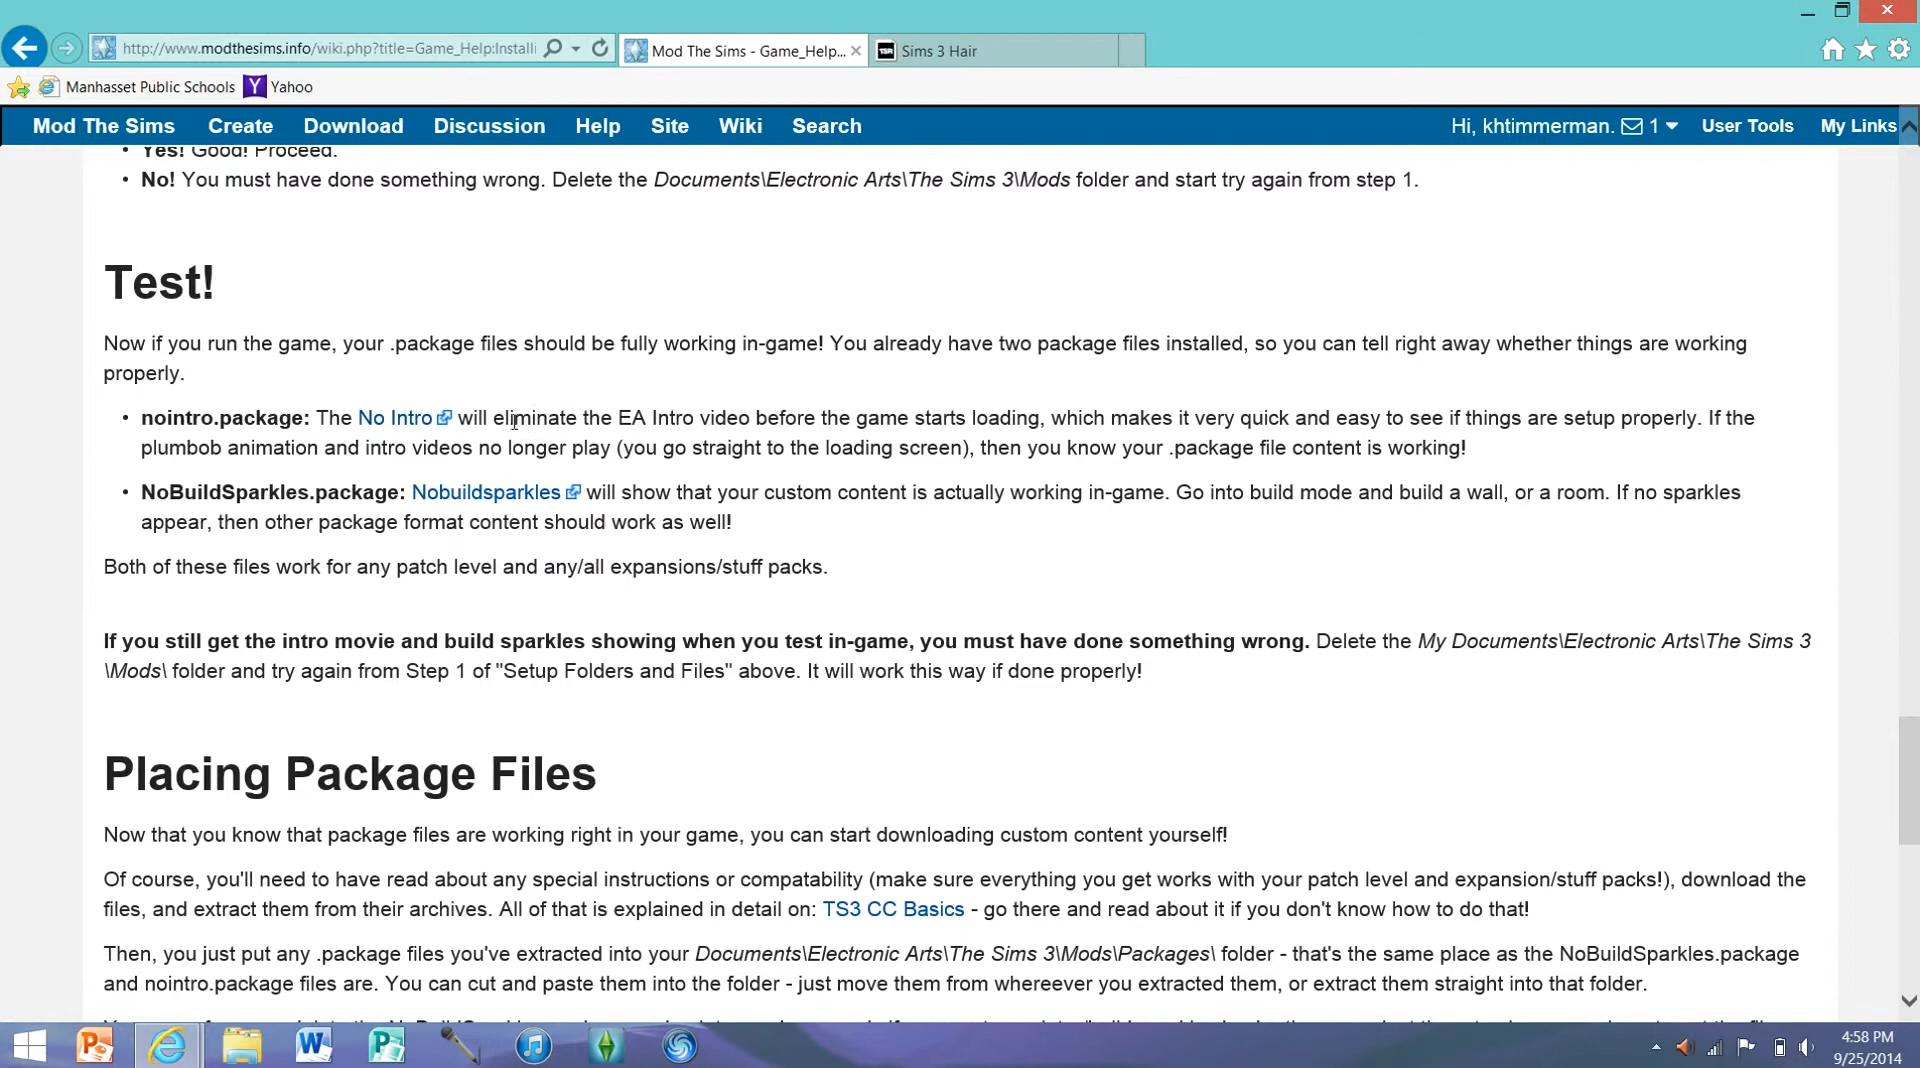 http://www.modthesims.info/wiki.php?title=Game_Help:Installi
Mod The Sims - Game_Help...
TSR
Sims 3 Hair
Manhasset Public Schools
Yahoo
Mod The Sims Create Download Discussion Help Site Wiki Search Hi, khtimmerman. 1 User Tools My Links
Yes! Good! Proceed.
No! You must have done something wrong. Delete the Documents\Electronic Arts\The Sims 3\Mods folder and start try again from step 1.
Test!
Now if you run the game, your .package files should be fully working in-game! You already have two package files installed, so you can tell right away whether things are working
properly.
nointro.package: The No Intro will eliminate the EA Intro video before the game starts loading, which makes it very quick and easy to see if things are setup properly. If the
plumbob animation and intro videos no longer play (you go straight to the loading screen), then you know your .package file content is working!
NoBuildSparkles.package: Nobuildsparkles will show that your custom content is actually working in-game. Go into build mode and build a wall, or a room. If no sparkles
appear, then other package format content should work as well!
Both of these files work for any patch level and any/all expansions/stuff packs.
If you still get the intro movie and build sparkles showing when you test in-game, you must have done something wrong. Delete the My Documents\Electronic Arts\The Sims 3
\Mods\ folder and try again from Step 1 of "Setup Folders and Files" above. It will work this way if done properly!
Placing Package Files
Now that you know that package files are working right in your game, you can start downloading custom content yourself!
Of course, you'll need to have read about any special instructions or compatability (make sure everything you get works with your patch level and expansion/stuff packs!), download the
files, and extract them from their archives. All of that is explained in detail on: TS3 CC Basics - go there and read about it if you don't know how to do that!
Then, you just put any .package files you've extracted into your Documents\Electronic Arts\The Sims 3\Mods\Packages\ folder - that's the same place as the NoBuildSparkles.package
and nointro.package files are. You can cut and paste them into the folder - just move them from whereever you extracted them, or extract them straight into that folder.
4:58 PM
9/25/2014